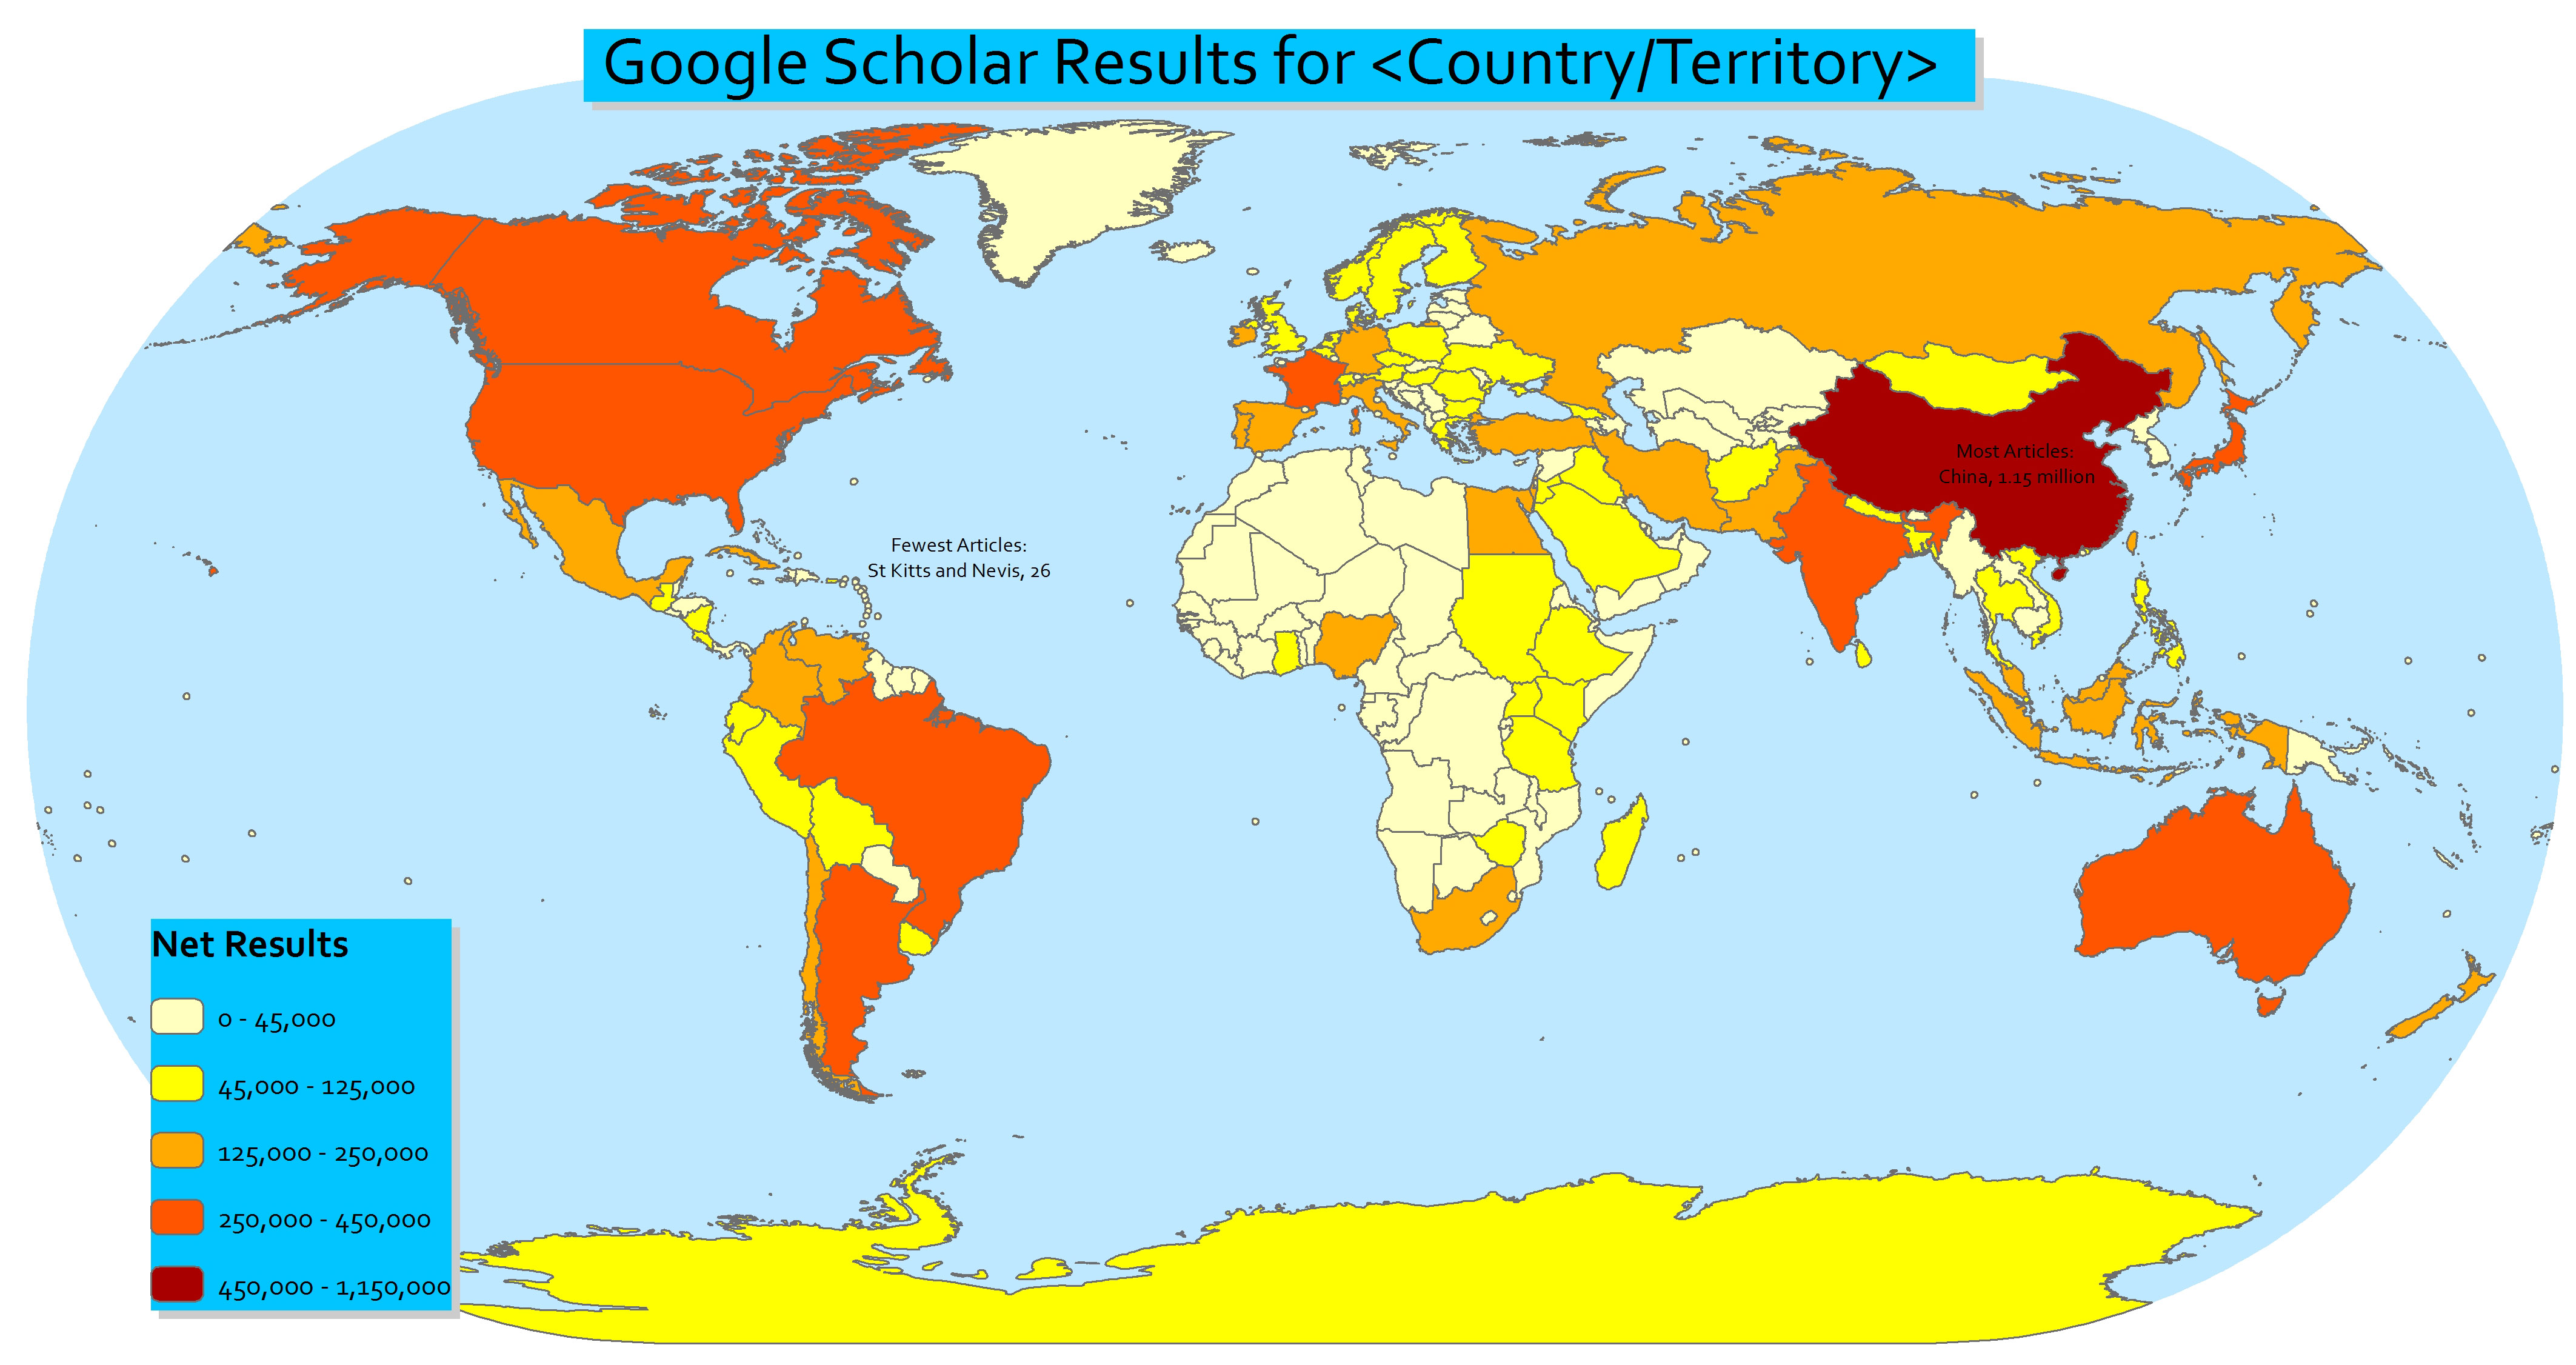 Google Scholar Results for <Country/Territory>
Most Articles:
China, 1.15 million
Fewest Articles:
St Kitts and Nevis, 26
Net Results
0 - 45,000
45,000 - 125,000
125,000 - 250,000
250,000 - 450,000
450,000 - 1,150,000